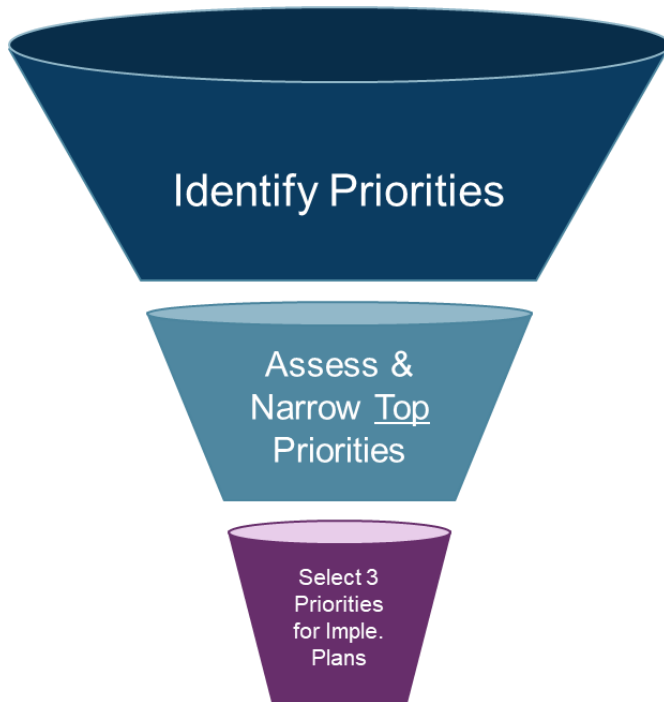 Identify Priorities
Assess &
Narrow Top
Priorities
Select 3
Priorities
for Imple.
Plans